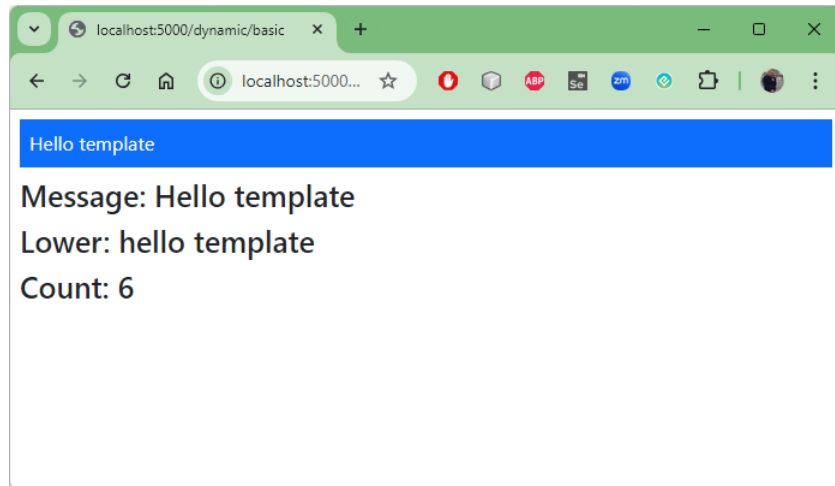 localhost:5000/dynamic/basic
localhost:5000...
ABP
Se
zm
Hello template
Message: Hello template
Lower: hello template
Count: 6